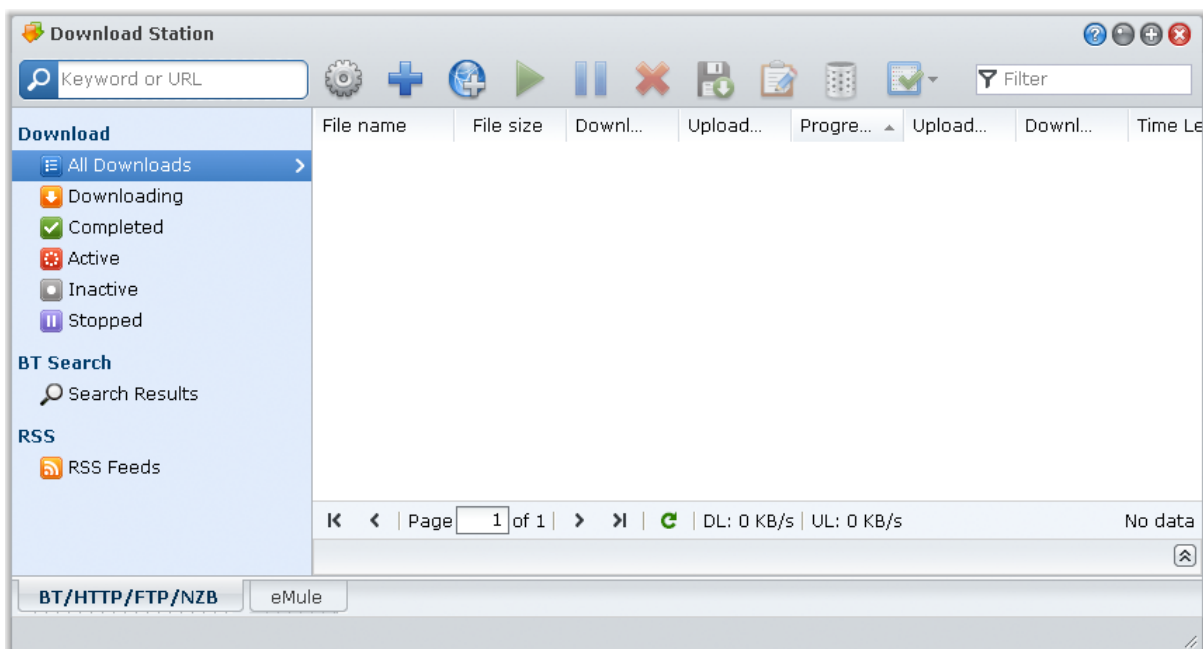 Download Station
Keyword or URL
Filter
Download
All Downloads
Downloading
Completed
Active
Inactive
Stopped
BT Search
Search Results
RSS
RSS Feeds
File name File size Downl... Upload... Progre... Upload... Downl... Time Le
Page 1 of 1 DL: 0 KB/s UL: 0 KB/s No data
BT/HTTP/FTP/NZB eMule